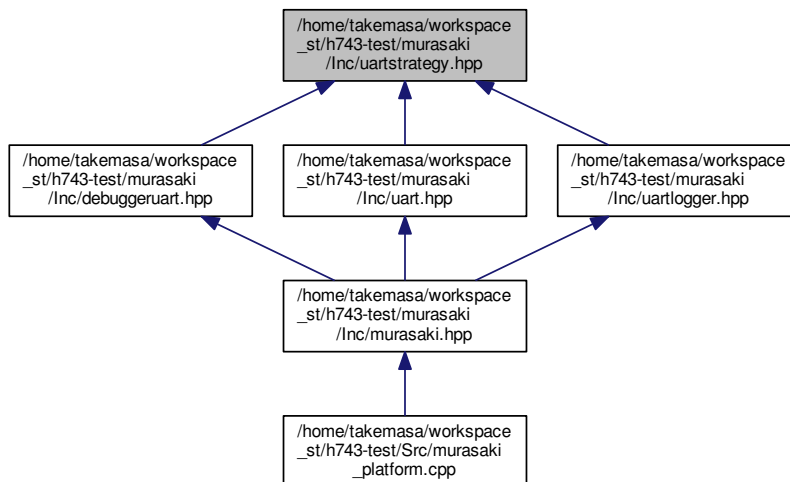 /home/takemasa/workspace
_st/h743-test/murasaki
/Inc/uartstrategy.hpp
/home/takemasa/workspace
_st/h743-test/murasaki
/Inc/debuggeruart.hpp
/home/takemasa/workspace
_st/h743-test/murasaki
/Inc/uart.hpp
/home/takemasa/workspace
_st/h743-test/murasaki
/Inc/uartlogger.hpp
/home/takemasa/workspace
_st/h743-test/murasaki
/Inc/murasaki.hpp
/home/takemasa/workspace
_st/h743-test/Src/murasaki
_platform.cpp